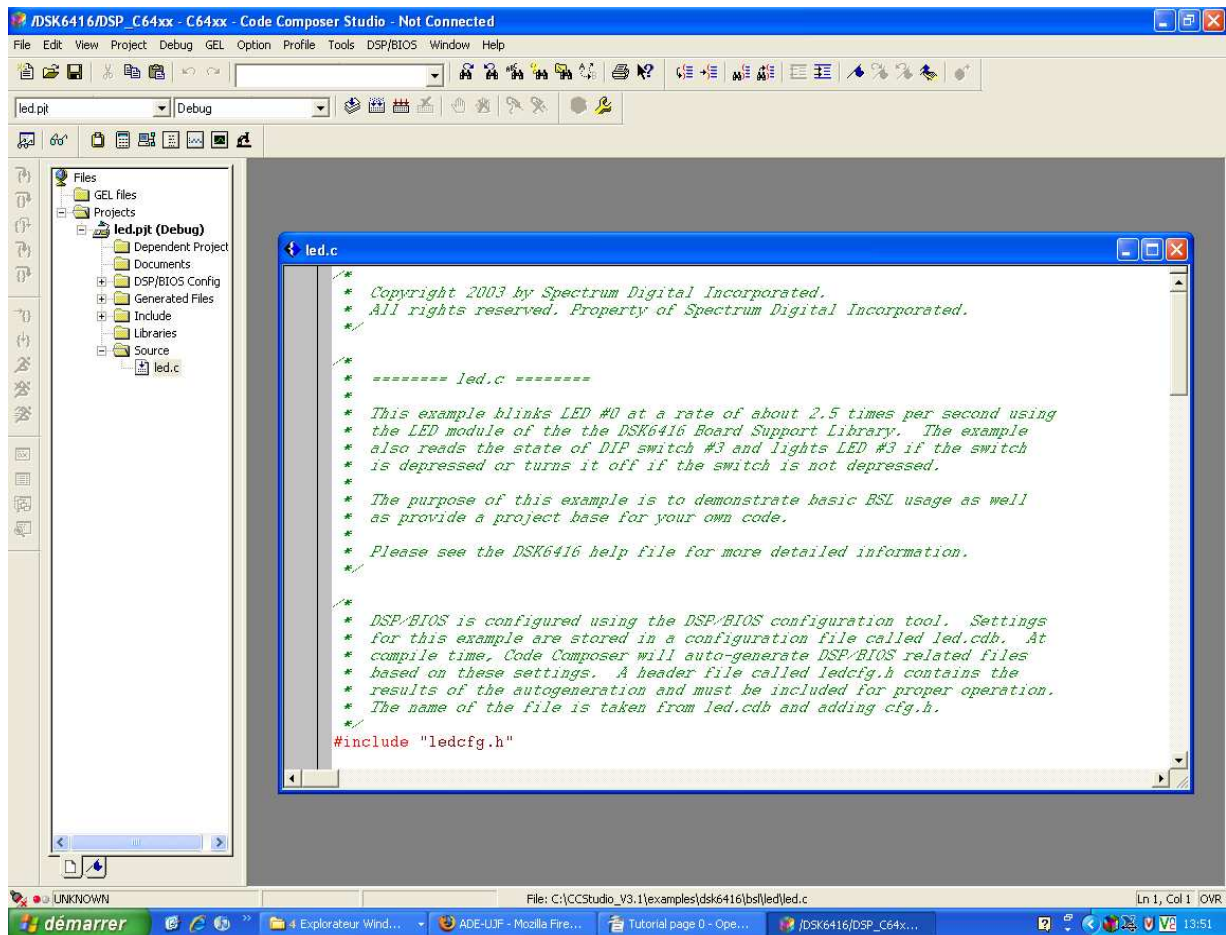 /DSK6416/DSP_C64xx - C64xx - Code Composer Studio - Not Connected
File Edit View Project Debug GEL Option Profile Tools DSP/BIOS Window Help
led.pjt Debug
Files
GEL files
Projects
led.pjt (Debug)
Dependent Project
Documents
DSP/BIOS Config
Generated Files
Include
Libraries
Source
led.c
led.c
/*
*  Copyright 2003 by Spectrum Digital Incorporated.
*  All rights reserved. Property of Spectrum Digital Incorporated.
*/
/*
*  ======== led.c ========
*
*  This example blinks LED #0 at a rate of about 2.5 times per second using
*  the LED module of the the DSK6416 Board Support Library.  The example
*  also reads the state of DIP switch #3 and lights LED #3 if the switch
*  is depressed or turns it off if the switch is not depressed.
*
*  The purpose of this example is to demonstrate basic BSL usage as well
*  as provide a project base for your own code.
*
*  Please see the DSK6416 help file for more detailed information.
*/
/*
*  DSP/BIOS is configured using the DSP/BIOS configuration tool.  Settings
*  for this example are stored in a configuration file called led.cdb.  At
*  compile time, Code Composer will auto-generate DSP/BIOS related files
*  based on these settings.  A header file called ledcfg.h contains the
*  results of the autogeneration and must be included for proper operation.
*  The name of the file is taken from led.cdb and adding cfg.h.
*/
#include "ledcfg.h"
UNKNOWN File: C:\CCStudio_V3.1\examples\dsk6416\bsl\led\led.c Ln 1, Col 1 OVR
démarrer 4 Explorateur Wind... ADE-UJF - Mozilla Fire... Tutorial page 0 - Ope... /DSK6416/DSP_C64x... 13:51